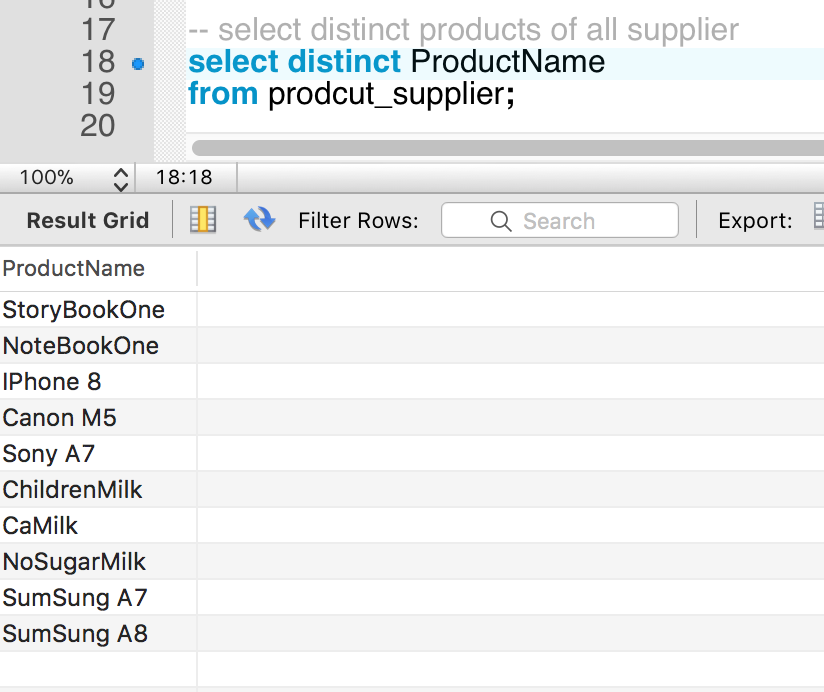 16
17 -- select distinct products of all supplier
18 select distinct ProductName
19 from prodcut_supplier;
20
100% 18:18
Result Grid Filter Rows: Search Export:
ProductName
StoryBookOne
NoteBookOne
IPhone 8
Canon M5
Sony A7
ChildrenMilk
CaMilk
NoSugarMilk
SumSung A7
SumSung A8